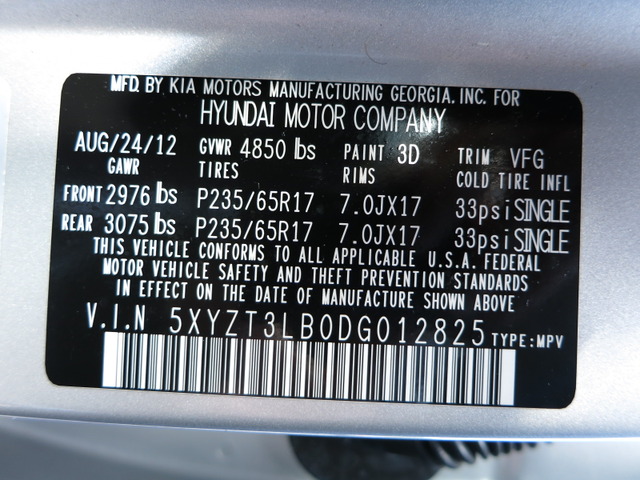 MFD. BY KIA MOTORS MANUFACTURING GEORGIA. INC. FOR
HYUNDAI MOTOR COMPANY
AUG/24/12 GVWR 4850 lbs PAINT 3D TRIM VFG
GAWR TIRES RIMS COLD TIRE INFL
FRONT 2976 lbs P235/65R17 7.0JX17 33psi SINGLE
REAR 3075 lbs P235/65R17 7.0JX17 33psi SINGLE
THIS VEHICLE CONFORMS TO ALL APPLICABLE U.S.A. FEDERAL
MOTOR VEHICLE SAFETY AND THEFT PREVENTION STANDARDS
IN EFFECT ON THE DATE OF MANUFACTURE SHOWN ABOVE
V.I.N 5XYZT3LB0DG012825 TYPE: MPV